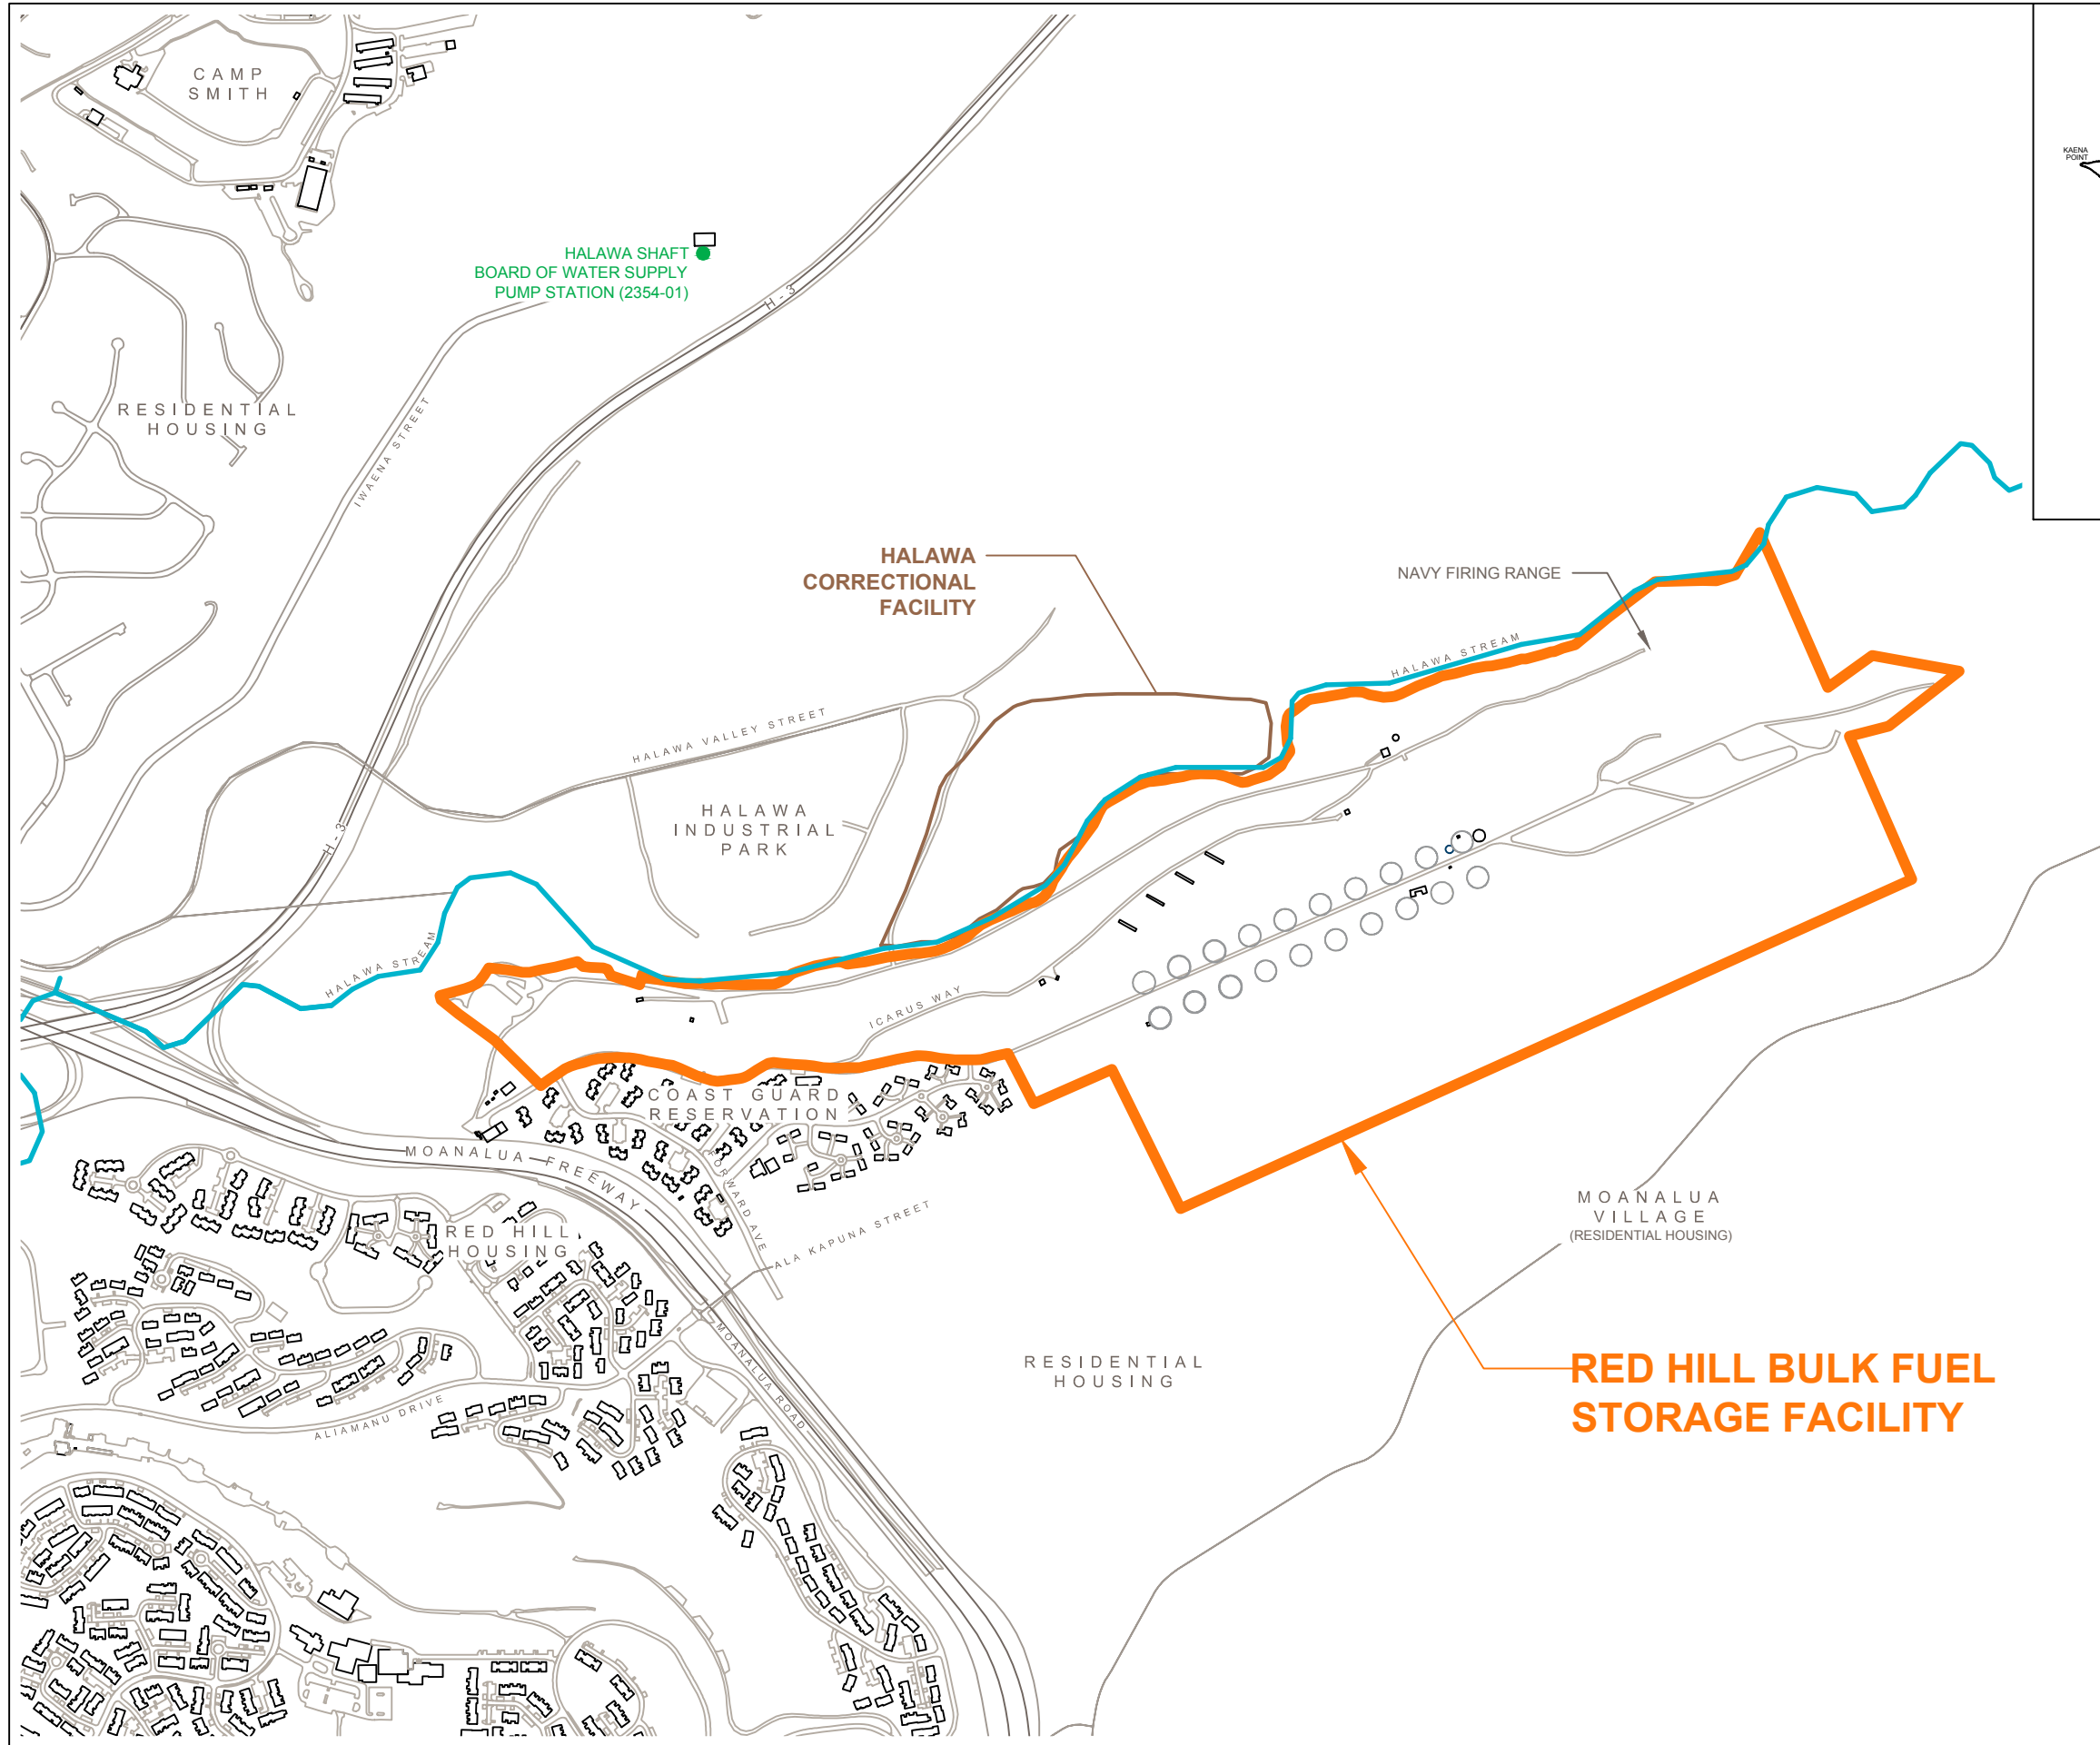 CAMP
SMITH
KAENA
POINT
HALAWA SHAFT
BOARD OF WATER SUPPLY
PUMP STATION (2354-01)
H-3
RESIDENTIAL
HOUSING
IWAENA STREET
HALAWA
CORRECTIONAL
FACILITY
NAVY FIRING RANGE
HALAWA STREAM
HALAWA VALLEY STREET
HALAWA
INDUSTRIAL
PARK
H-3
HALAWA STREAM
ICARUS WAY
COAST GUARD
RESERVATION
MOANALUA FREEWAY
FORWARD AVE
ALA KAPUNA STREET
MOANALUA
VILLAGE
(RESIDENTIAL HOUSING)
RED HILL
HOUSING
MOANALUA ROAD
RESIDENTIAL
HOUSING
RED HILL BULK FUEL
STORAGE FACILITY
ALIAMANU DRIVE